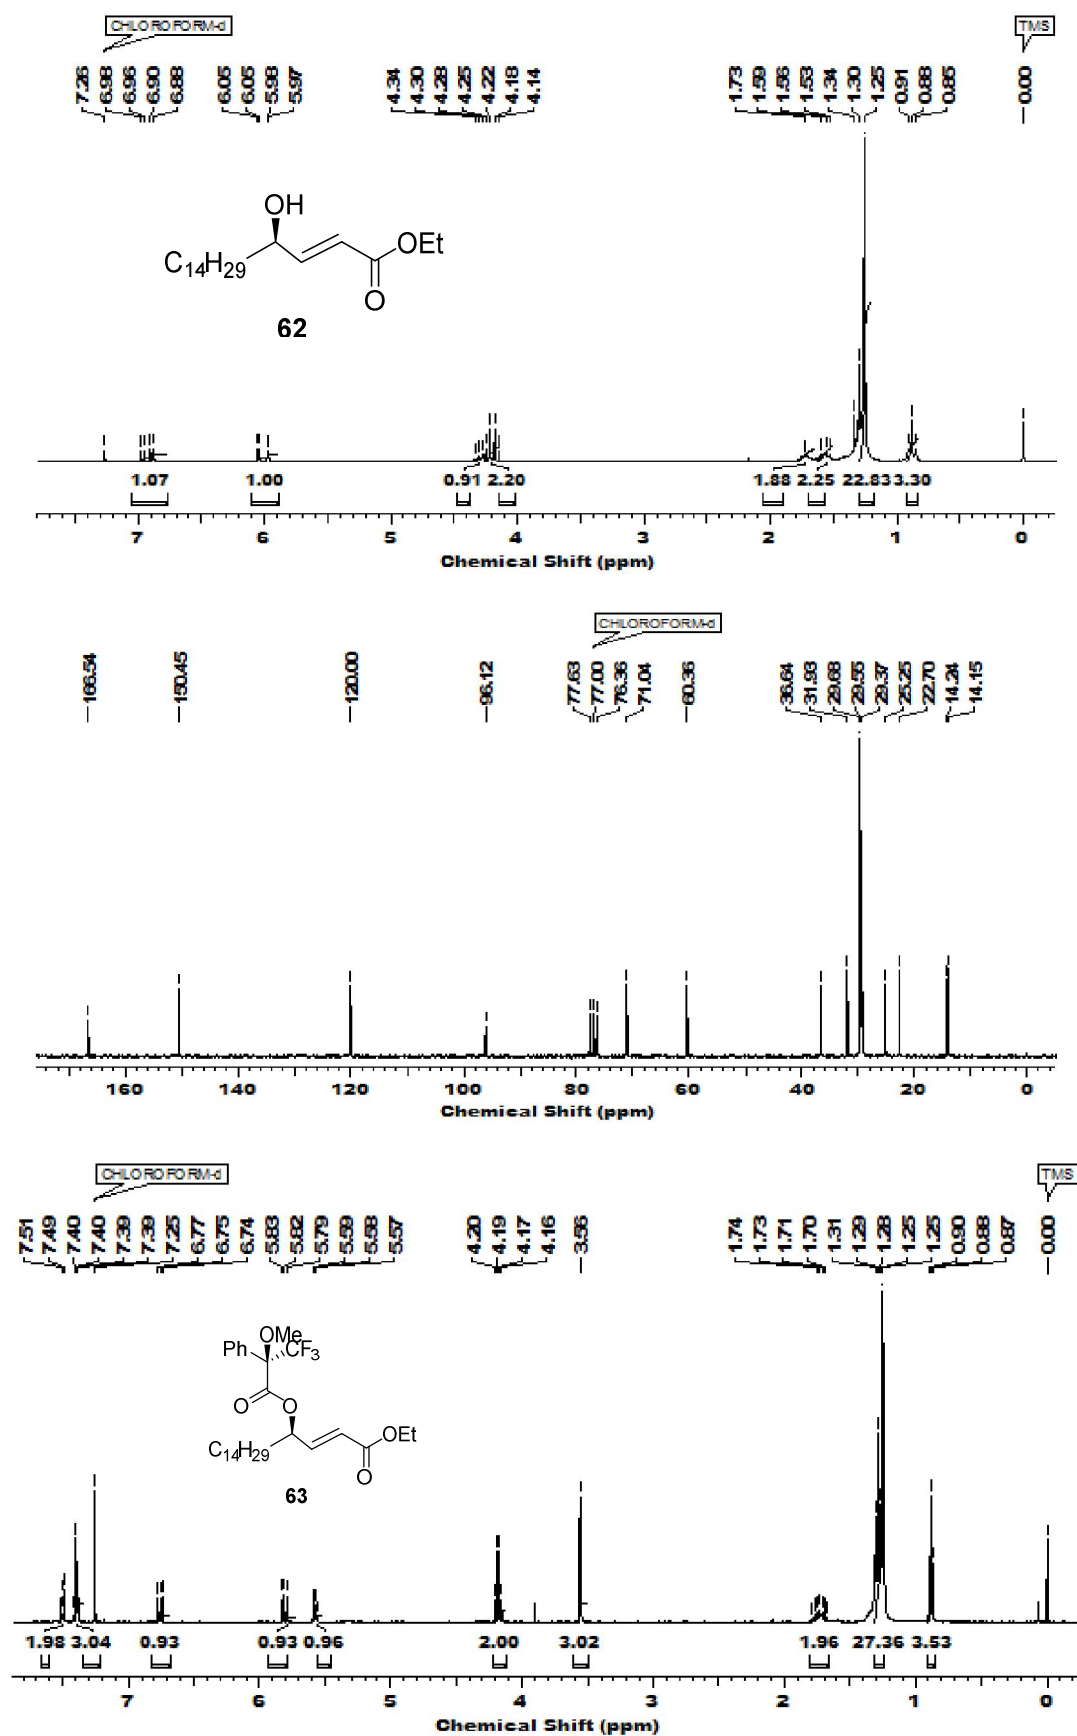 CHLOROFORM-d
TMS
7.26 6.98 6.96 6.90 6.88 6.05 6.05 5.98 5.97 4.34 4.30 4.28 4.25 4.22 4.18 4.14 1.73 1.59 1.56 1.53 1.34 1.30 1.25 0.91 0.88 0.85 0.00
OH
C14H29
OEt
O
62
1.07 1.00 0.91 2.20 1.88 2.25 22.83 3.30
7 6 5 4 3 2 1 0
Chemical Shift (ppm)
CHLOROFORM-d
166.54 150.45 120.00 96.12 77.63 77.00 76.36 71.04 60.36 36.64 31.93 29.68 29.55 29.37 25.25 22.70 14.24 14.15
160 140 120 100 80 60 40 20 0
Chemical Shift (ppm)
CHLOROFORM-d
TMS
7.51 7.49 7.40 7.40 7.39 7.39 7.25 6.77 6.75 6.74 5.83 5.82 5.79 5.59 5.58 5.57 4.20 4.19 4.17 4.16 3.56 1.74 1.73 1.71 1.70 1.31 1.29 1.28 1.25 1.25 0.90 0.88 0.87 0.00
OMe
Ph CF3
O O
C14H29
OEt
O
63
1.98 3.04 0.93 0.93 0.96 2.00 3.02 1.96 27.36 3.53
7 6 5 4 3 2 1 0
Chemical Shift (ppm)